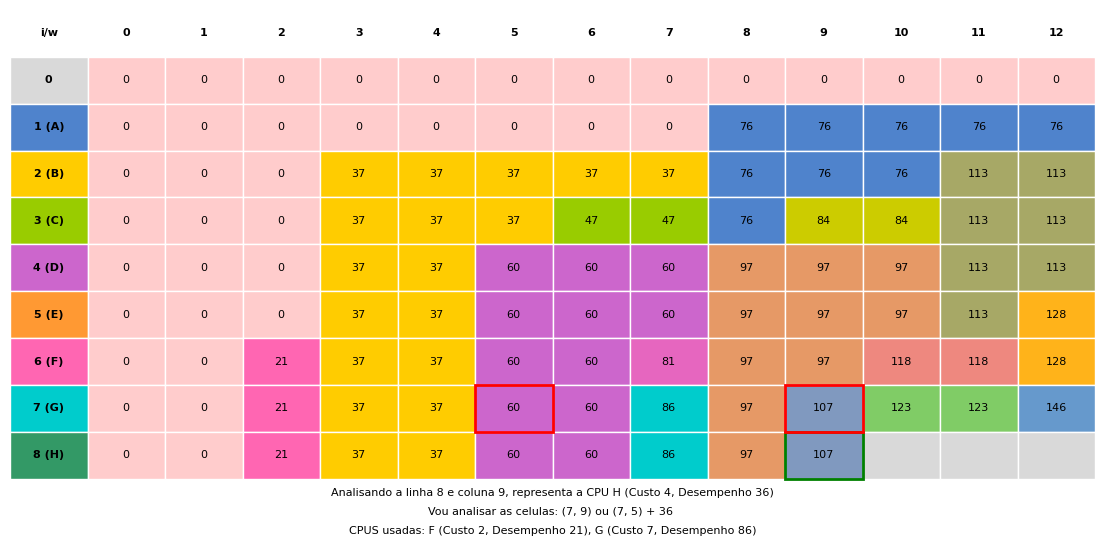 i/w 0 1 2 3 4 5 6 7 8 9 10 11 12
0 0 0 0 0 0 0 0 0 0 0 0 0 0
1 (A) 0 0 0 0 0 0 0 0 76 76 76 76 76
2 (B) 0 0 0 37 37 37 37 37 76 76 76 113 113
3 (C) 0 0 0 37 37 37 47 47 76 84 84 113 113
4 (D) 0 0 0 37 37 60 60 60 97 97 97 113 113
5 (E) 0 0 0 37 37 60 60 60 97 97 97 113 128
6 (F) 0 0 21 37 37 60 60 81 97 97 118 118 128
7 (G) 0 0 21 37 37 60 60 86 97 107 123 123 146
8 (H) 0 0 21 37 37 60 60 86 97 107
Analisando a linha 8 e coluna 9, representa a CPU H (Custo 4, Desempenho 36)
Vou analisar as celulas: (7, 9) ou (7, 5) + 36
CPUS usadas: F (Custo 2, Desempenho 21), G (Custo 7, Desempenho 86)